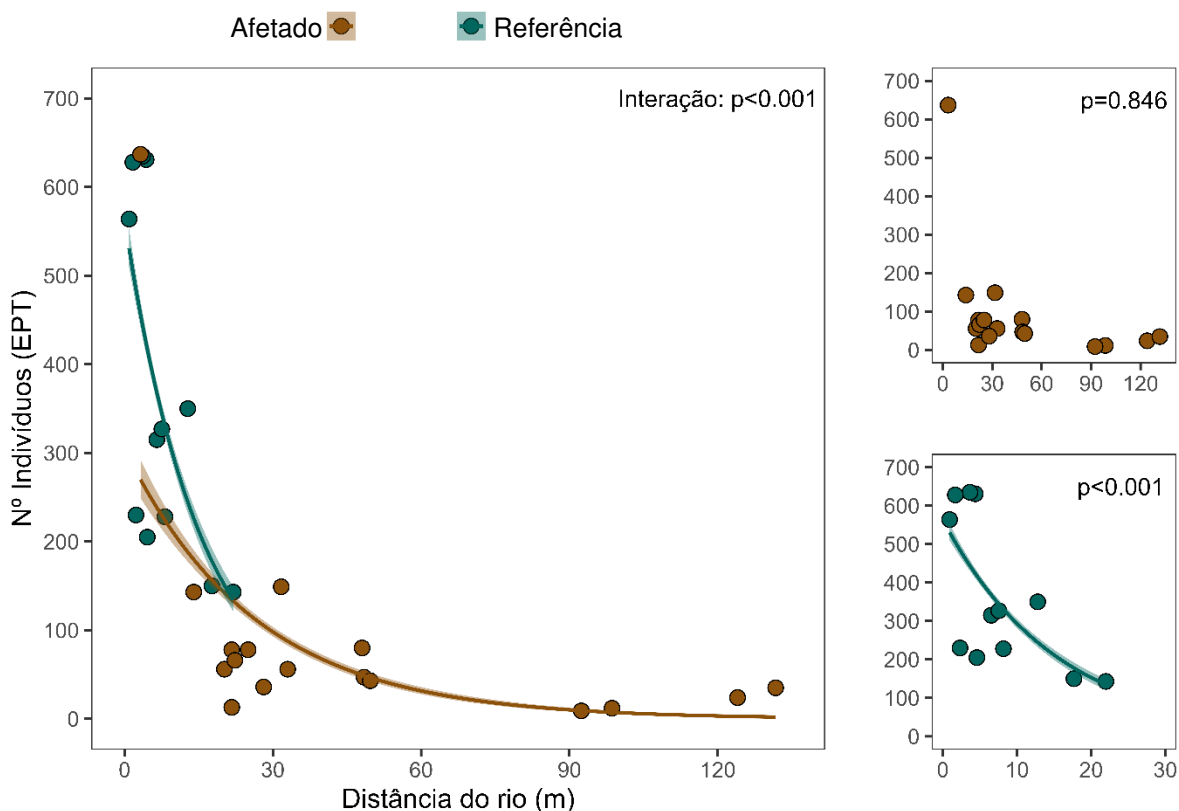 Afetado Referência
Nº Indivíduos (EPT)
700
600
500
400
300
200
100
0
Interação: p<0.001
0 30 60 90 120
Distância do rio (m)
700
600
500
400
300
200
100
0
p=0.846
0 30 60 90 120
700
600
500
400
300
200
100
0
p<0.001
0 10 20 30